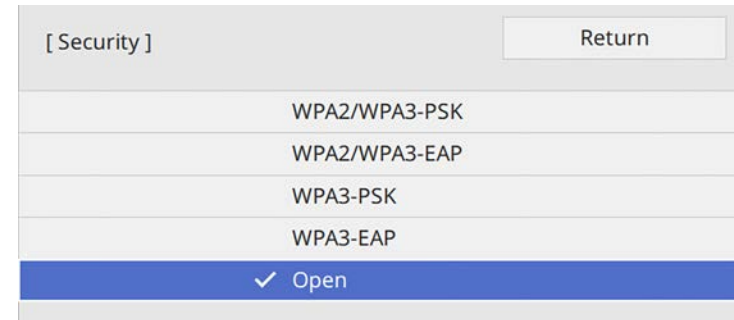 [ Security ]
Return
WPA2/WPA3-PSK
WPA2/WPA3-EAP
WPA3-PSK
WPA3-EAP
Open